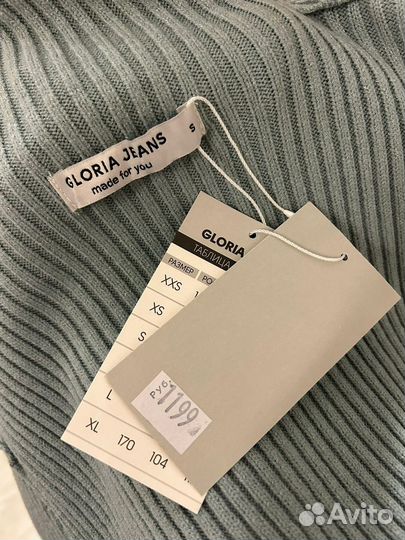 GLORIA JEANS
made for you
S
GLORIA
ТАБЛИЦА
РАЗМЕР
XXS
XS
S
L
XL 170 104
РУБ.
1199
Avito